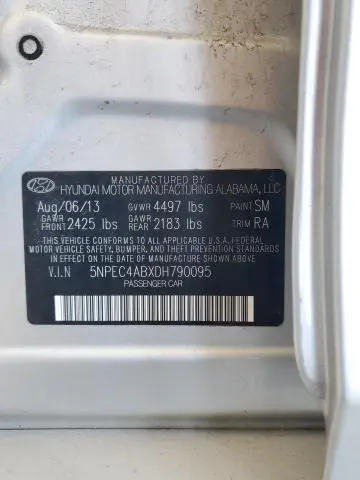 MANUFACTURED BY
HYUNDAI MOTOR MANUFACTURING ALABAMA, LLC
Aug/06/13 GVWR 4497 lbs PAINT SM
GAWR FRONT 2425 lbs GAWR REAR 2183 lbs TRIM RA
THIS VEHICLE CONFORMS TO ALL APPLICABLE FEDERAL
MOTOR VEHICLE SAFETY, BUMPER, AND THEFT PREVENTION STANDARDS
IN EFFECT ON THE DATE OF MANUFACTURE SHOWN ABOVE
V.I.N 5NPEC4ABXDH790095
PASSENGER CAR